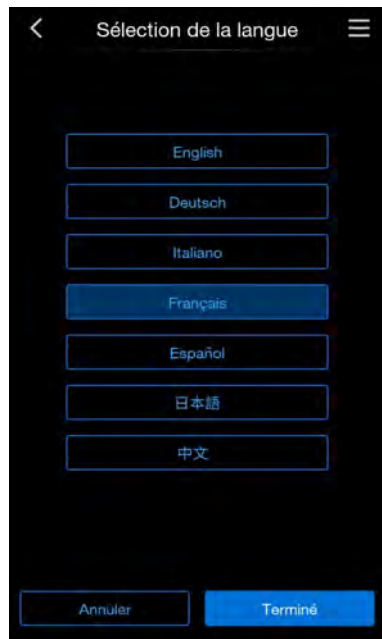 Sélection de la langue
English
Deutsch
Italiano
Français
Español
日本語
中文
Annuler Terminé